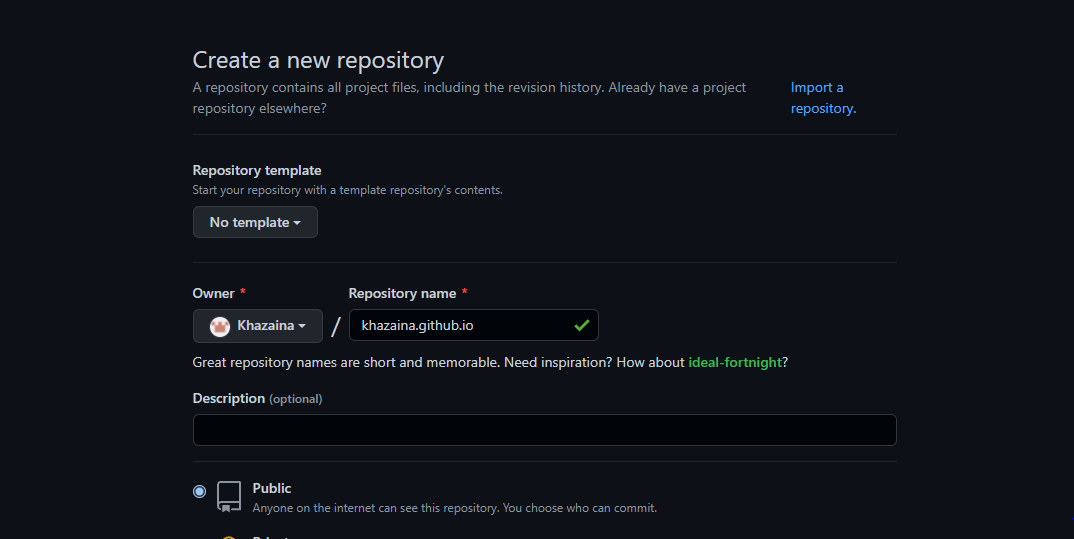 Create a new repository
A repository contains all project files, including the revision history. Already have a project
repository elsewhere?
Import a
repository.
Repository template
Start your repository with a template repository's contents.
No template
Owner *
Repository name *
Khazaina
/
khazaina.github.io
Great repository names are short and memorable. Need inspiration? How about ideal-fortnight?
Description (optional)
Public
Anyone on the internet can see this repository. You choose who can commit.